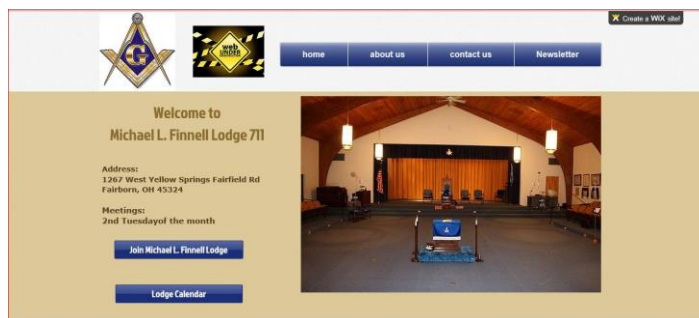 Create a WiX site!
G
web
UNDER
home
about us
contact us
Newsletter
Welcome to
Michael L. Finnell Lodge 711
Address:
1267 West Yellow Springs Fairfield Rd
Fairborn, OH 45324
Meetings:
2nd Tuesdayof the month
Join Michael L. Finnell Lodge
Lodge Calendar